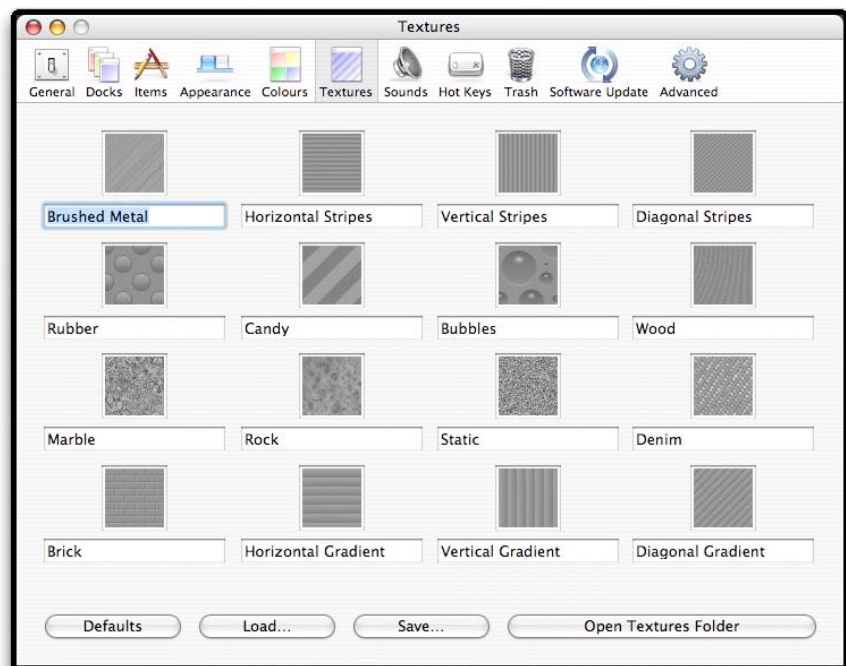 Textures
General Docks Items Appearance Colours Textures Sounds Hot Keys Trash Software Update Advanced
Brushed Metal Horizontal Stripes Vertical Stripes Diagonal Stripes
Rubber Candy Bubbles Wood
Marble Rock Static Denim
Brick Horizontal Gradient Vertical Gradient Diagonal Gradient
Defaults Load... Save... Open Textures Folder